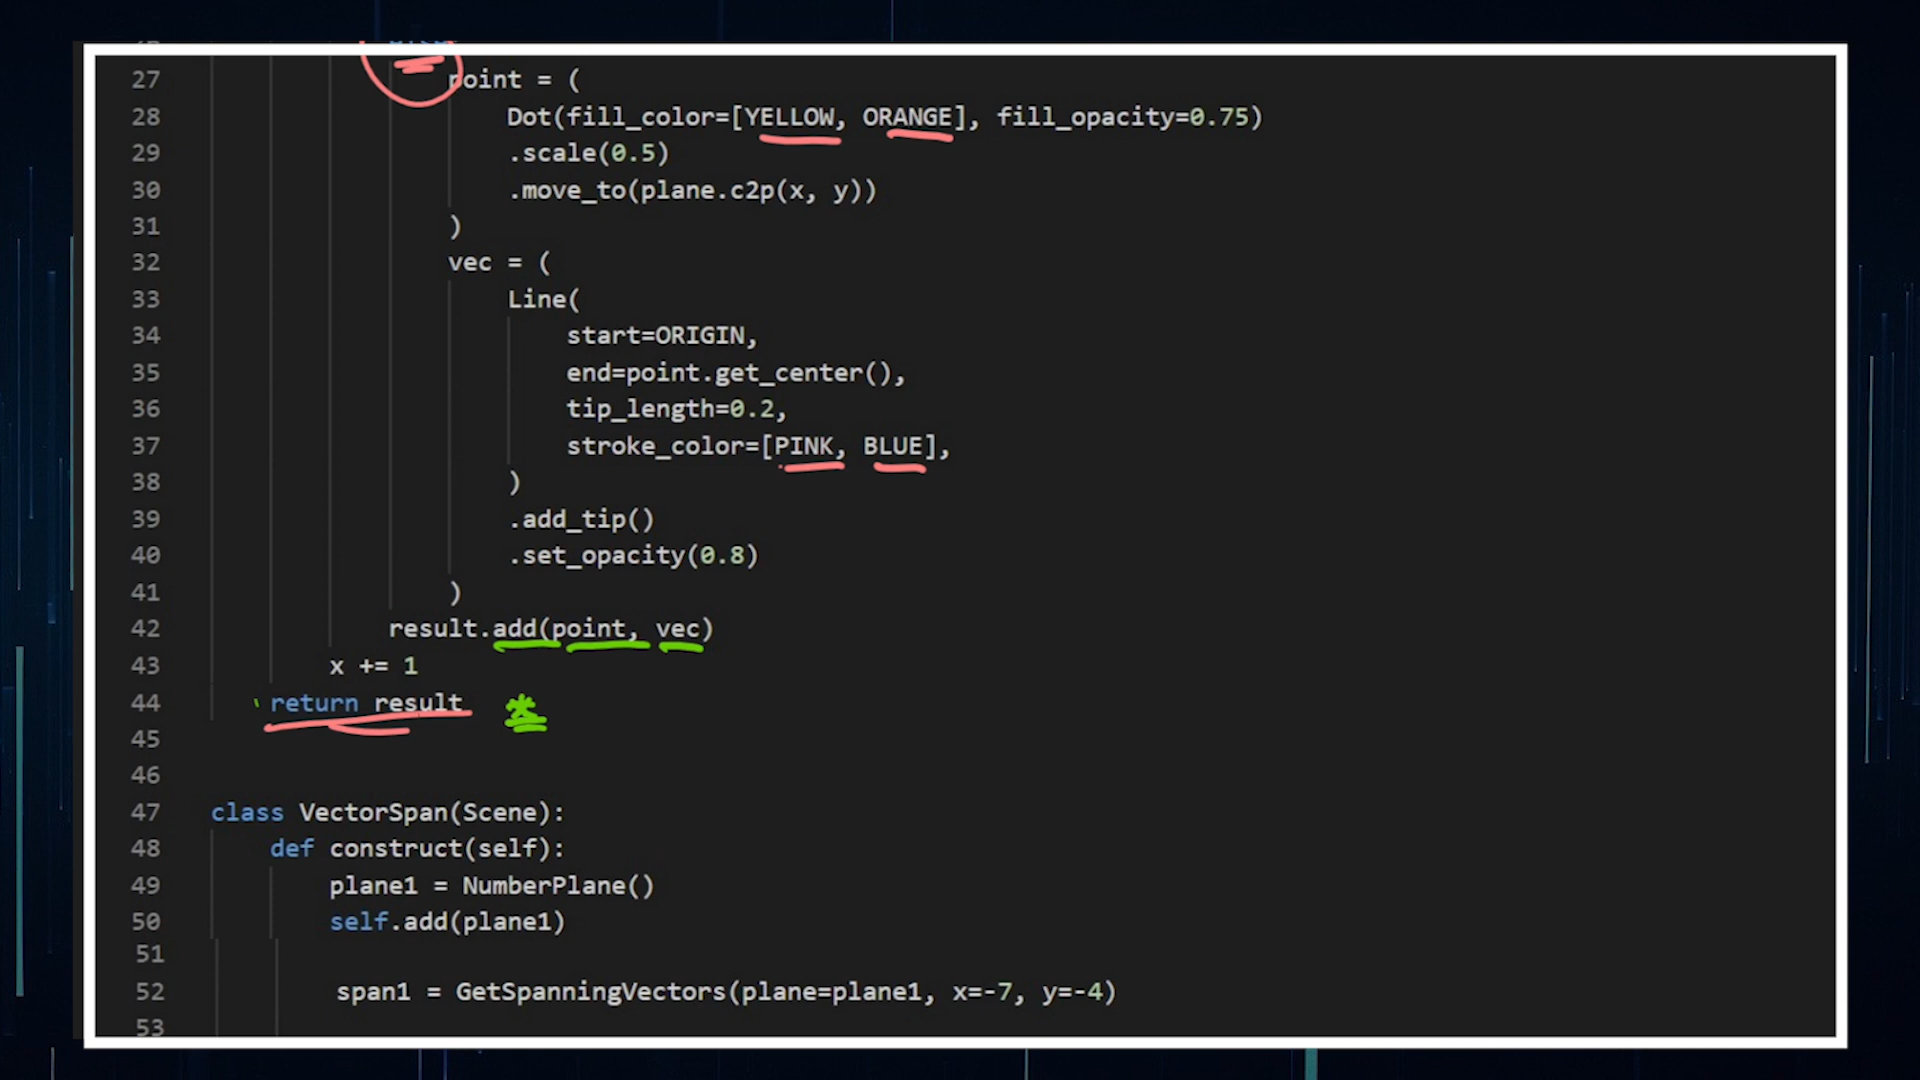 27 point = (
28 Dot(fill_color=[YELLOW, ORANGE], fill_opacity=0.75)
29 .scale(0.5)
30 .move_to(plane.c2p(x, y))
31 )
32 vec = (
33 Line(
34 start=ORIGIN,
35 end=point.get_center(),
36 tip_length=0.2,
37 stroke_color=[PINK, BLUE],
38 )
39 .add_tip()
40 .set_opacity(0.8)
41 )
42 result.add(point, vec)
43 x += 1
44 return result *
45
46
47 class VectorSpan(Scene):
48 def construct(self):
49 plane1 = NumberPlane()
50 self.add(plane1)
51
52 span1 = GetSpanningVectors(plane=plane1, x=-7, y=-4)
53